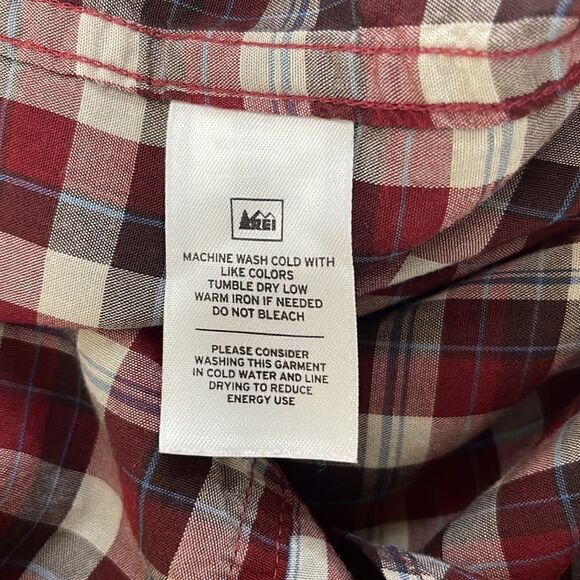 REI
MACHINE WASH COLD WITH
LIKE COLORS
TUMBLE DRY LOW
WARM IRON IF NEEDED
DO NOT BLEACH
PLEASE CONSIDER
WASHING THIS GARMENT
IN COLD WATER AND LINE
DRYING TO REDUCE
ENERGY USE